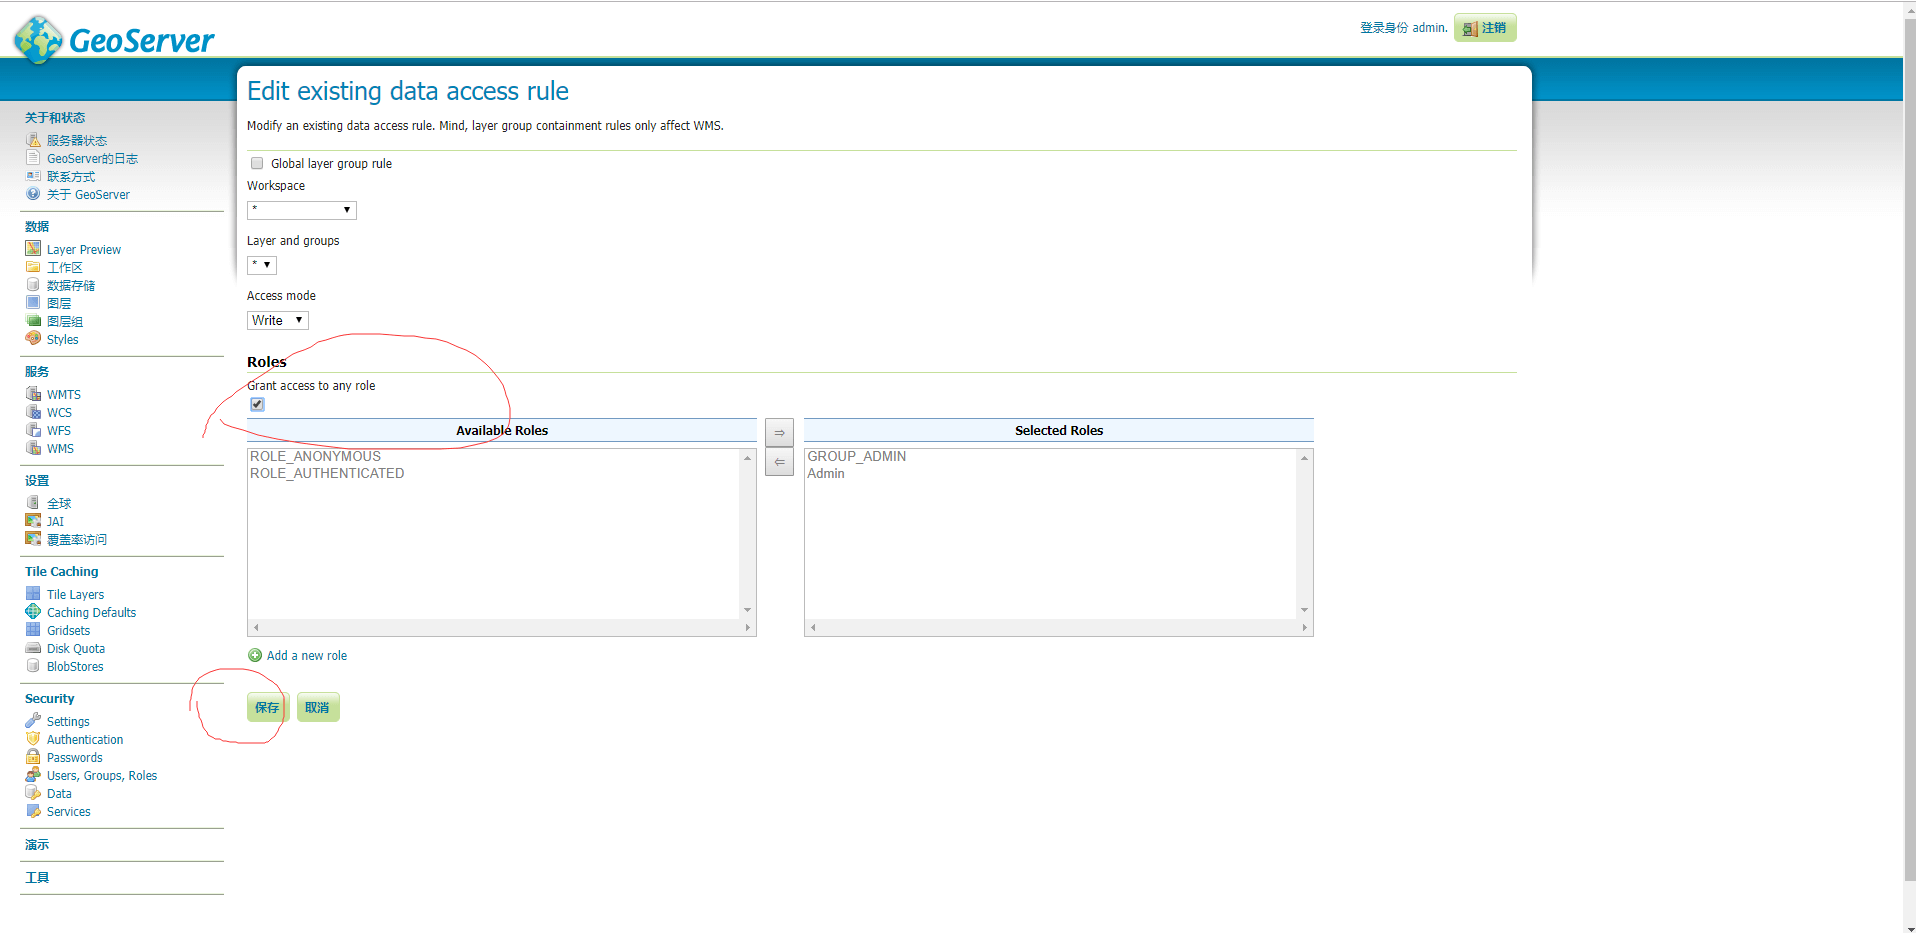 GeoServer
登录身份 admin.
注销
关于和状态
服务器状态
GeoServer的日志
联系方式
关于 GeoServer
数据
Layer Preview
工作区
数据存储
图层
图层组
Styles
服务
WMTS
WCS
WFS
WMS
设置
全球
JAI
覆盖率访问
Tile Caching
Tile Layers
Caching Defaults
Gridsets
Disk Quota
BlobStores
Security
Settings
Authentication
Passwords
Users, Groups, Roles
Data
Services
演示
工具
Edit existing data access rule
Modify an existing data access rule. Mind, layer group containment rules only affect WMS.
Global layer group rule
Workspace
*
Layer and groups
*
Access mode
Write
Roles
Grant access to any role
Available Roles
ROLE_ANONYMOUS
ROLE_AUTHENTICATED
Selected Roles
GROUP_ADMIN
Admin
Add a new role
保存
取消